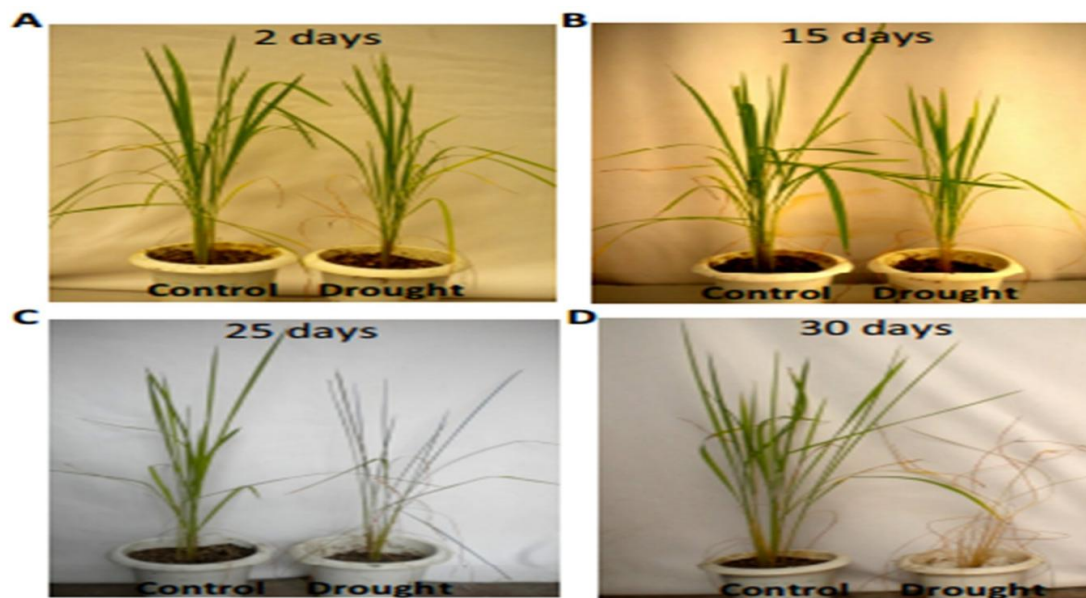 A
2 days
Control Drought
B
15 days
Control Drought
C
25 days
Control Drought
D
30 days
Control Drought